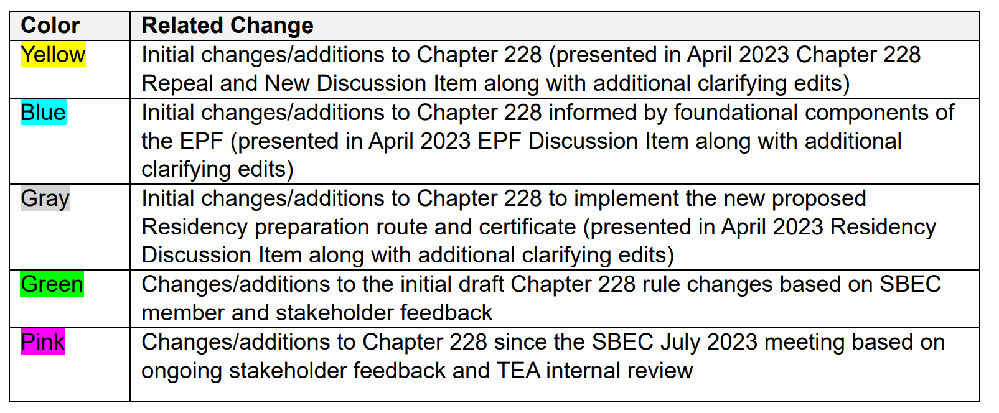 Color Related Change
Yellow Initial changes/additions to Chapter 228 (presented in April 2023 Chapter 228
Repeal and New Discussion Item along with additional clarifying edits)
Blue Initial changes/additions to Chapter 228 informed by foundational components of
the EPF (presented in April 2023 EPF Discussion Item along with additional
clarifying edits)
Gray Initial changes/additions to Chapter 228 to implement the new proposed
Residency preparation route and certificate (presented in April 2023 Residency
Discussion Item along with additional clarifying edits)
Green Changes/additions to the initial draft Chapter 228 rule changes based on SBEC
member and stakeholder feedback
Pink Changes/additions to Chapter 228 since the SBEC July 2023 meeting based on
ongoing stakeholder feedback and TEA internal review